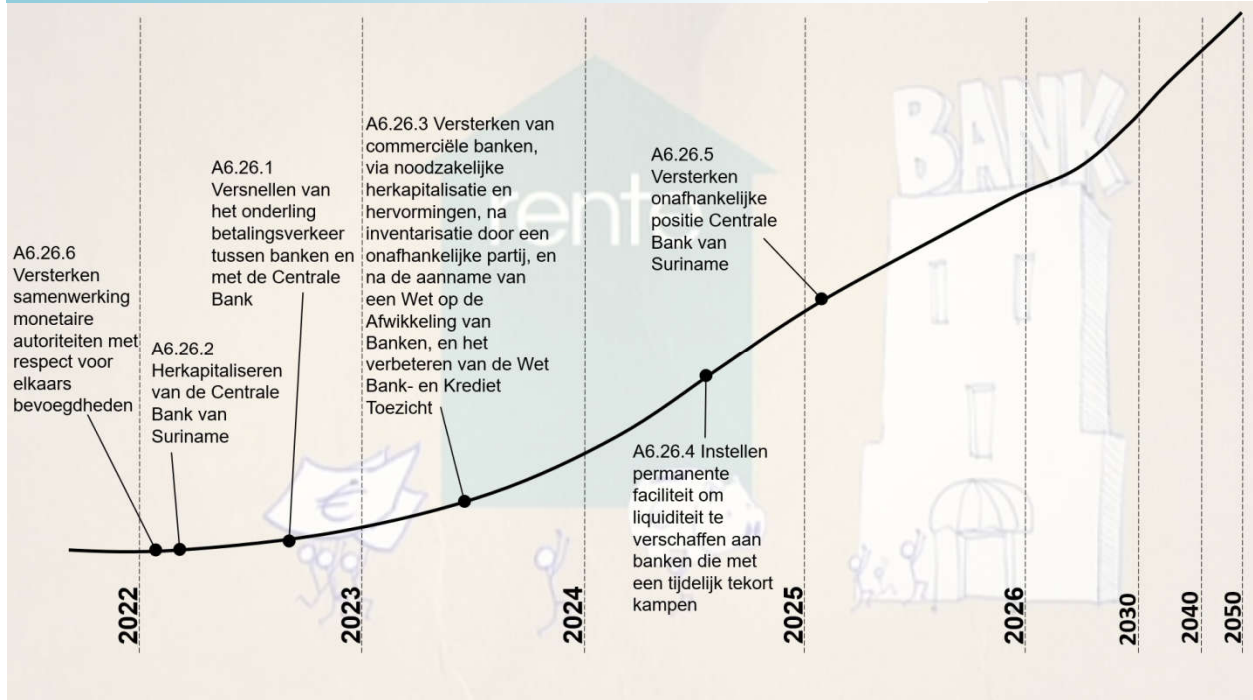 A6.26.6
Versterken
samenwerking
monetaire
autoriteiten met
respect voor
elkaars
bevoegdheden
A6.26.2
Herkapitaliseren
van de Centrale
Bank van
Suriname
A6.26.1
Versnellen van
het onderling
betalingsverkeer
tussen banken en
met de Centrale
Bank
A6.26.3 Versterken van
commerciële banken,
via noodzakelijke
herkapitalisatie en
hervormingen, na
inventarisatie door een
onafhankelijke partij, en
na de aanname van
een Wet op de
Afwikkeling van
Banken, en het
verbeteren van de Wet
Bank- en Krediet
Toezicht
A6.26.4 Instellen
permanente
faciliteit om
liquiditeit te
verschaffen aan
banken die met
een tijdelijk tekort
kampen
A6.26.5
Versterken
onafhankelijke
positie Centrale
Bank van
Suriname
rente
BANK
€
2022
2023
2024
2025
2026
2030
2040
2050